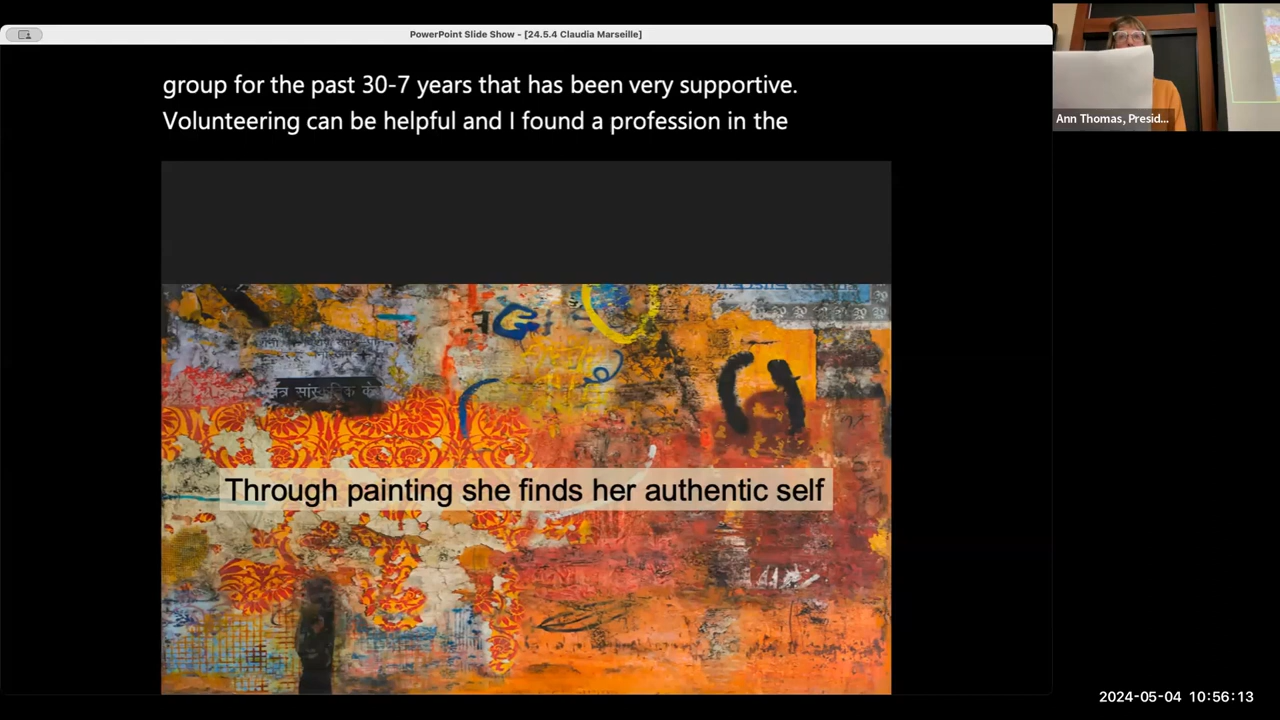 PowerPoint Slide Show - [24.5.4 Claudia Marseille]
group for the past 30-7 years that has been very supportive.
Volunteering can be helpful and I found a profession in the
Ann Thomas, Presid...
Through painting she finds her authentic self
2024-05-04 10:56:13